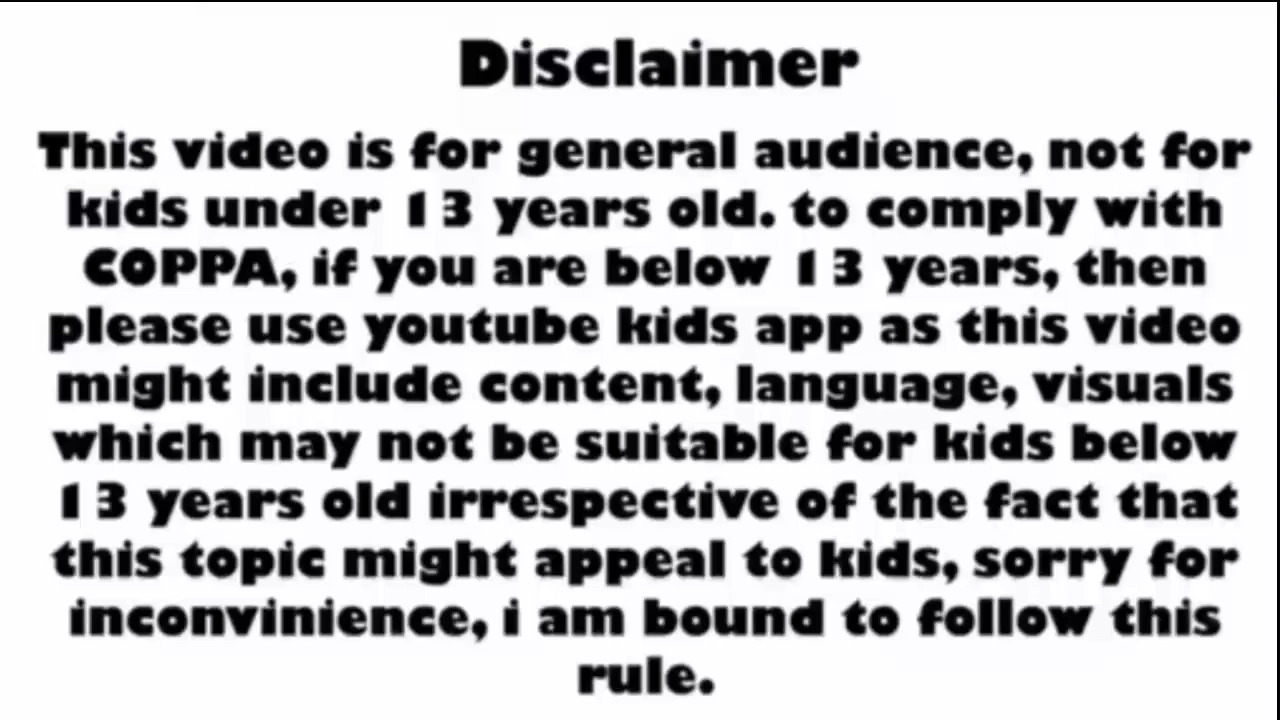 Disclaimer
This video is for general audience, not for
kids under 13 years old. to comply with
COPPA, if you are below 13 years, then
please use youtube kids app as this video
might include content, language, visuals
which may not be suitable for kids below
13 years old irrespective of the fact that
this topic might appeal to kids, sorry for
inconvinience, i am bound to follow this
rule.